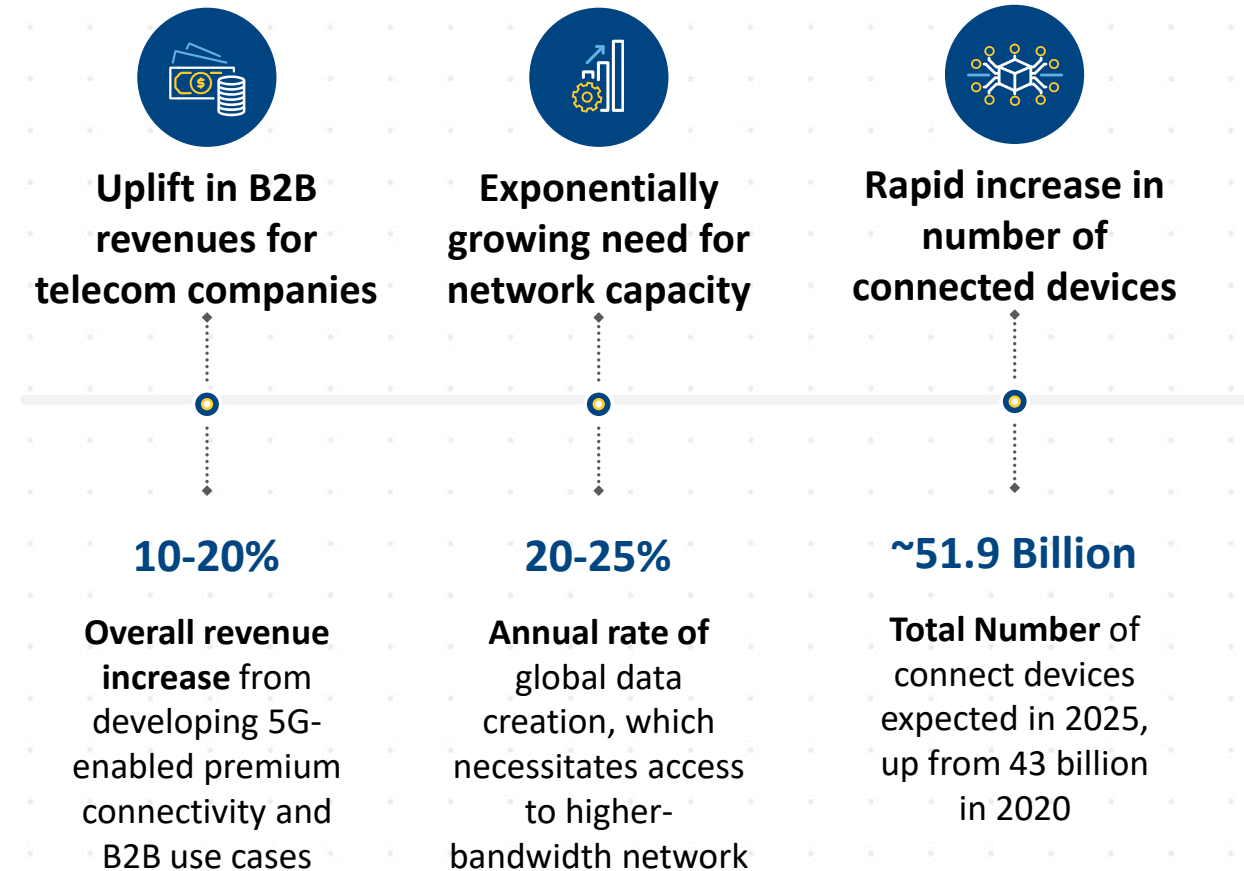 Uplift in B2B
revenues for
telecom companies
10-20%
Overall revenue
increase from
developing 5G-
enabled premium
connectivity and
B2B use cases
Exponentially
growing need for
network capacity
20-25%
Annual rate of
global data
creation, which
necessitates access
to higher-
bandwidth network
Rapid increase in
number of
connected devices
~51.9 Billion
Total Number of
connect devices
expected in 2025,
up from 43 billion
in 2020